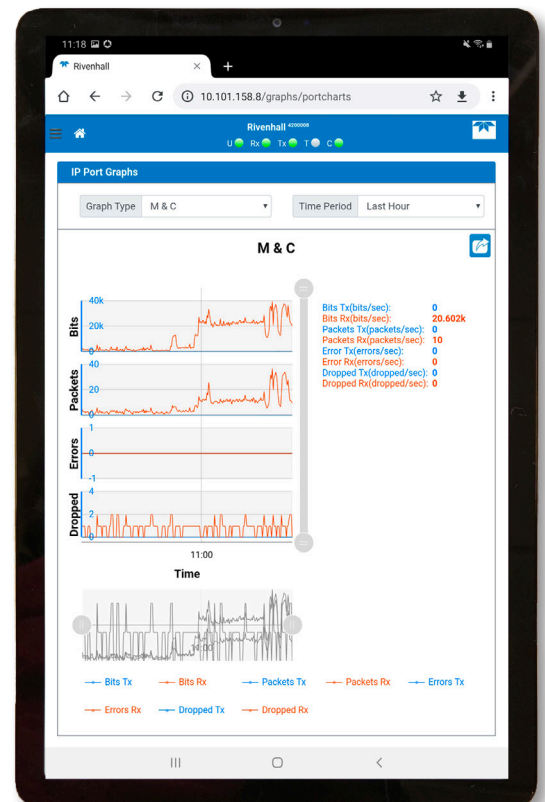 11:18
Rivenhall × +
10.101.158.8/graphs/portcharts
Rivenhall 4200008
U Rx Tx T C
IP Port Graphs
Graph Type M & C Time Period Last Hour
M & C
Bits
40k
20k
0
Packets
40
20
0
Errors
1
0
-1
Dropped
4
2
0
11:00
Time
Bits Tx(bits/sec): 0
Bits Rx(bits/sec): 20.602k
Packets Tx(packets/sec): 0
Packets Rx(packets/sec): 10
Error Tx(errors/sec): 0
Error Rx(errors/sec): 0
Dropped Tx(dropped/sec): 0
Dropped Rx(dropped/sec): 0
11:00
Bits Tx Bits Rx Packets Tx Packets Rx Errors Tx
Errors Rx Dropped Tx Dropped Rx